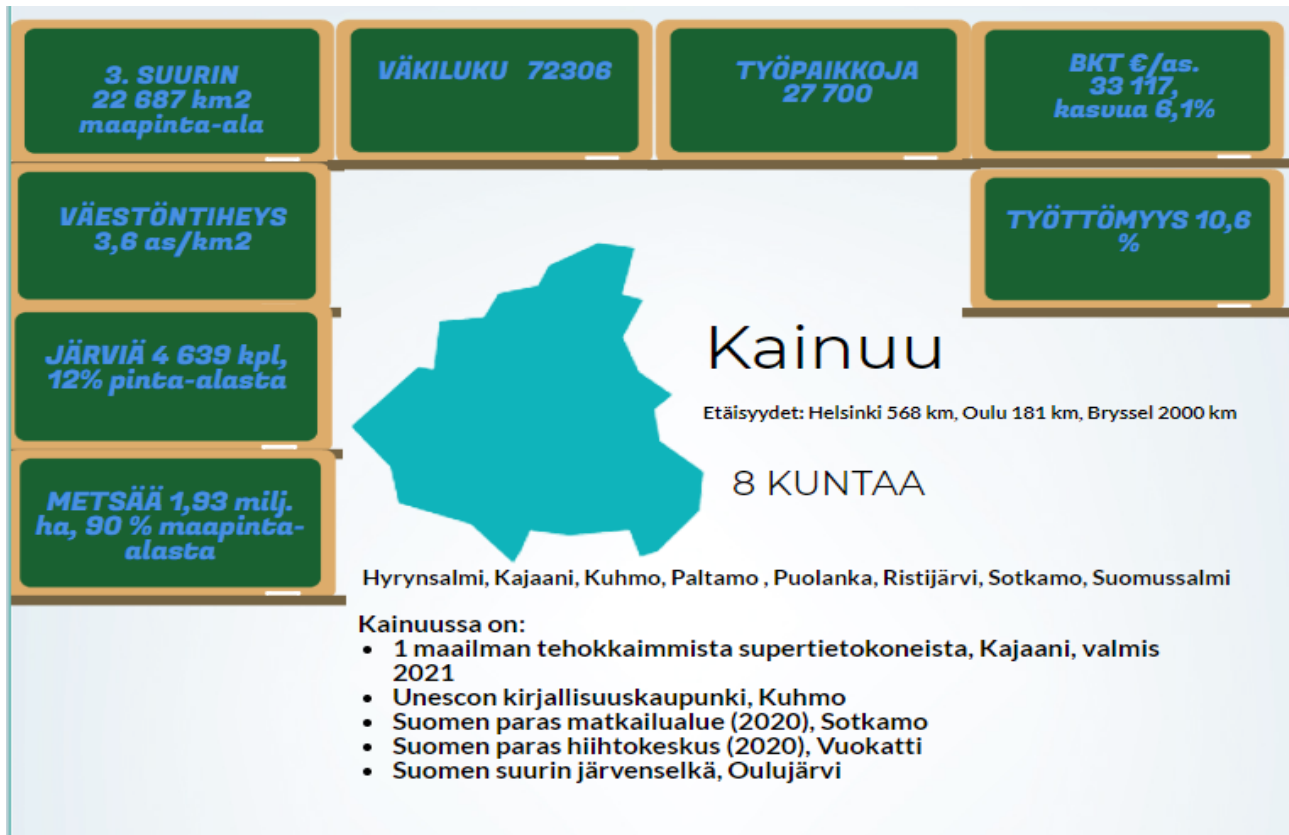 3. SUURIN
22 687 km2
maapinta-ala
VÄKILUKU 72306
TYÖPAIKKOJA
27 700
BKT €/as.
33 117,
kasvua 6,1%
VÄESTÖNTIHEYS
3,6 as/km2
TYÖTTÖMYYS 10,6
%
JÄRVIÄ 4 639 kpl,
12% pinta-alasta
METSÄÄ 1,93 milj.
ha, 90 % maapinta-
alasta
Kainuu
Etäisyydet: Helsinki 568 km, Oulu 181 km, Bryssel 2000 km
8 KUNTAA
Hyrynsalmi, Kajaani, Kuhmo, Paltamo , Puolanka, Ristijärvi, Sotkamo, Suomussalmi
Kainuussa on:
• 1 maailman tehokkaimmista supertietokoneista, Kajaani, valmis
2021
• Unescon kirjallisuuskaupunki, Kuhmo
• Suomen paras matkailualue (2020), Sotkamo
• Suomen paras hiihtokeskus (2020), Vuokatti
• Suomen suurin järvenselkä, Oulujärvi